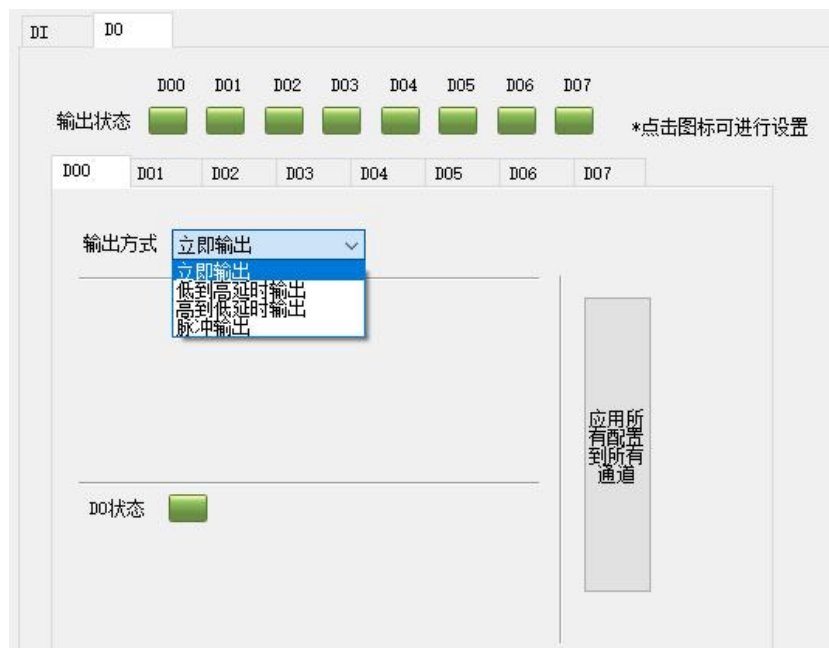 DI DO
DO0 DO1 DO2 DO3 DO4 DO5 DO6 DO7
输出状态 *点击图标可进行设置
DO0 DO1 DO2 DO3 DO4 DO5 DO6 DO7
输出方式 立即输出
立即输出
低到高延时输出
高到低延时输出
脉冲输出
应用所
有配置
到所有
通道
DO状态